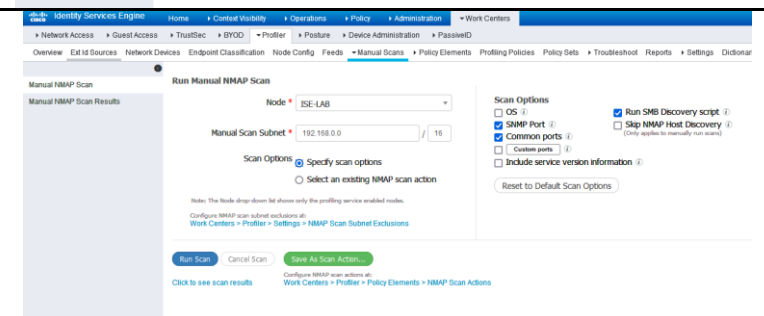 cisco Identity Services Engine Home Context Visibility Operations Policy Administration Work Centers
Network Access Guest Access TrustSec BYOD Profiler Posture Device Administration PassiveID
Overview Ext Id Sources Network Devices Endpoint Classification Node Config Feeds Manual Scans Policy Elements Profiling Policies Policy Sets Troubleshoot Reports Settings Dictionar
Manual NMAP Scan
Manual NMAP Scan Results
Run Manual NMAP Scan
Node * ISE-LAB
Manual Scan Subnet * 192.168.0.0 / 16
Scan Options Specify scan options
Select an existing NMAP scan action
Note: The Node drop-down list shows only the profiling service enabled nodes.
Configure NMAP scan subnet exclusions at:
Work Centers > Profiler > Settings > NMAP Scan Subnet Exclusions
Scan Options
OS
SNMP Port
Common ports
Custom ports
Include service version information
Run SMB Discovery script
Skip NMAP Host Discovery
(Only applies to manually run scans)
Reset to Default Scan Options
Run Scan Cancel Scan Save As Scan Action...
Click to see scan results
Configure NMAP scan actions at:
Work Centers > Profiler > Policy Elements > NMAP Scan Actions